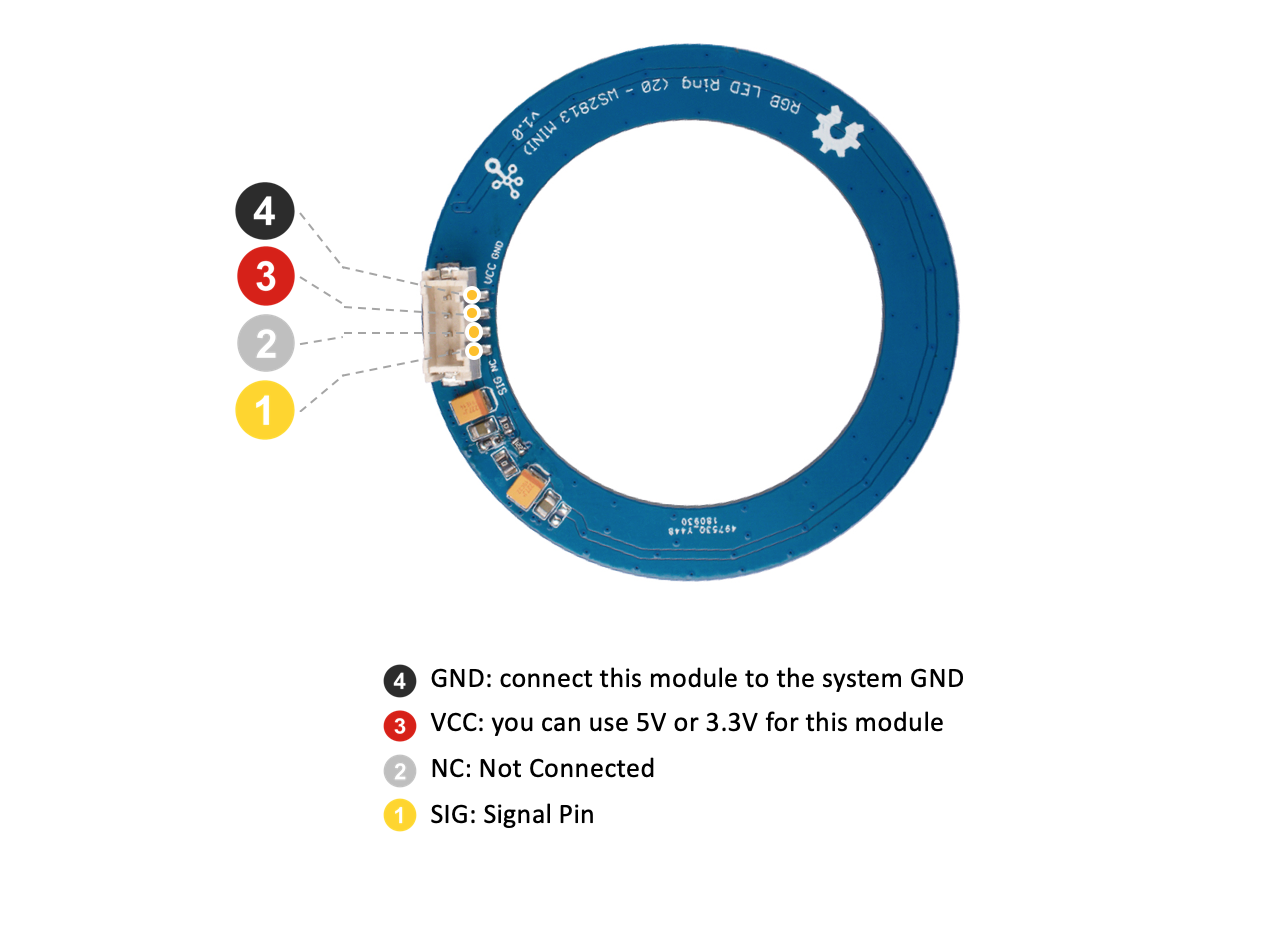 RGB LED Ring (20 - WS2813 MINI)
v1.0
4
3
2
1
VCC GND
SIG NC
497530_Y448
180930
4 GND: connect this module to the system GND
3 VCC: you can use 5V or 3.3V for this module
2 NC: Not Connected
1 SIG: Signal Pin